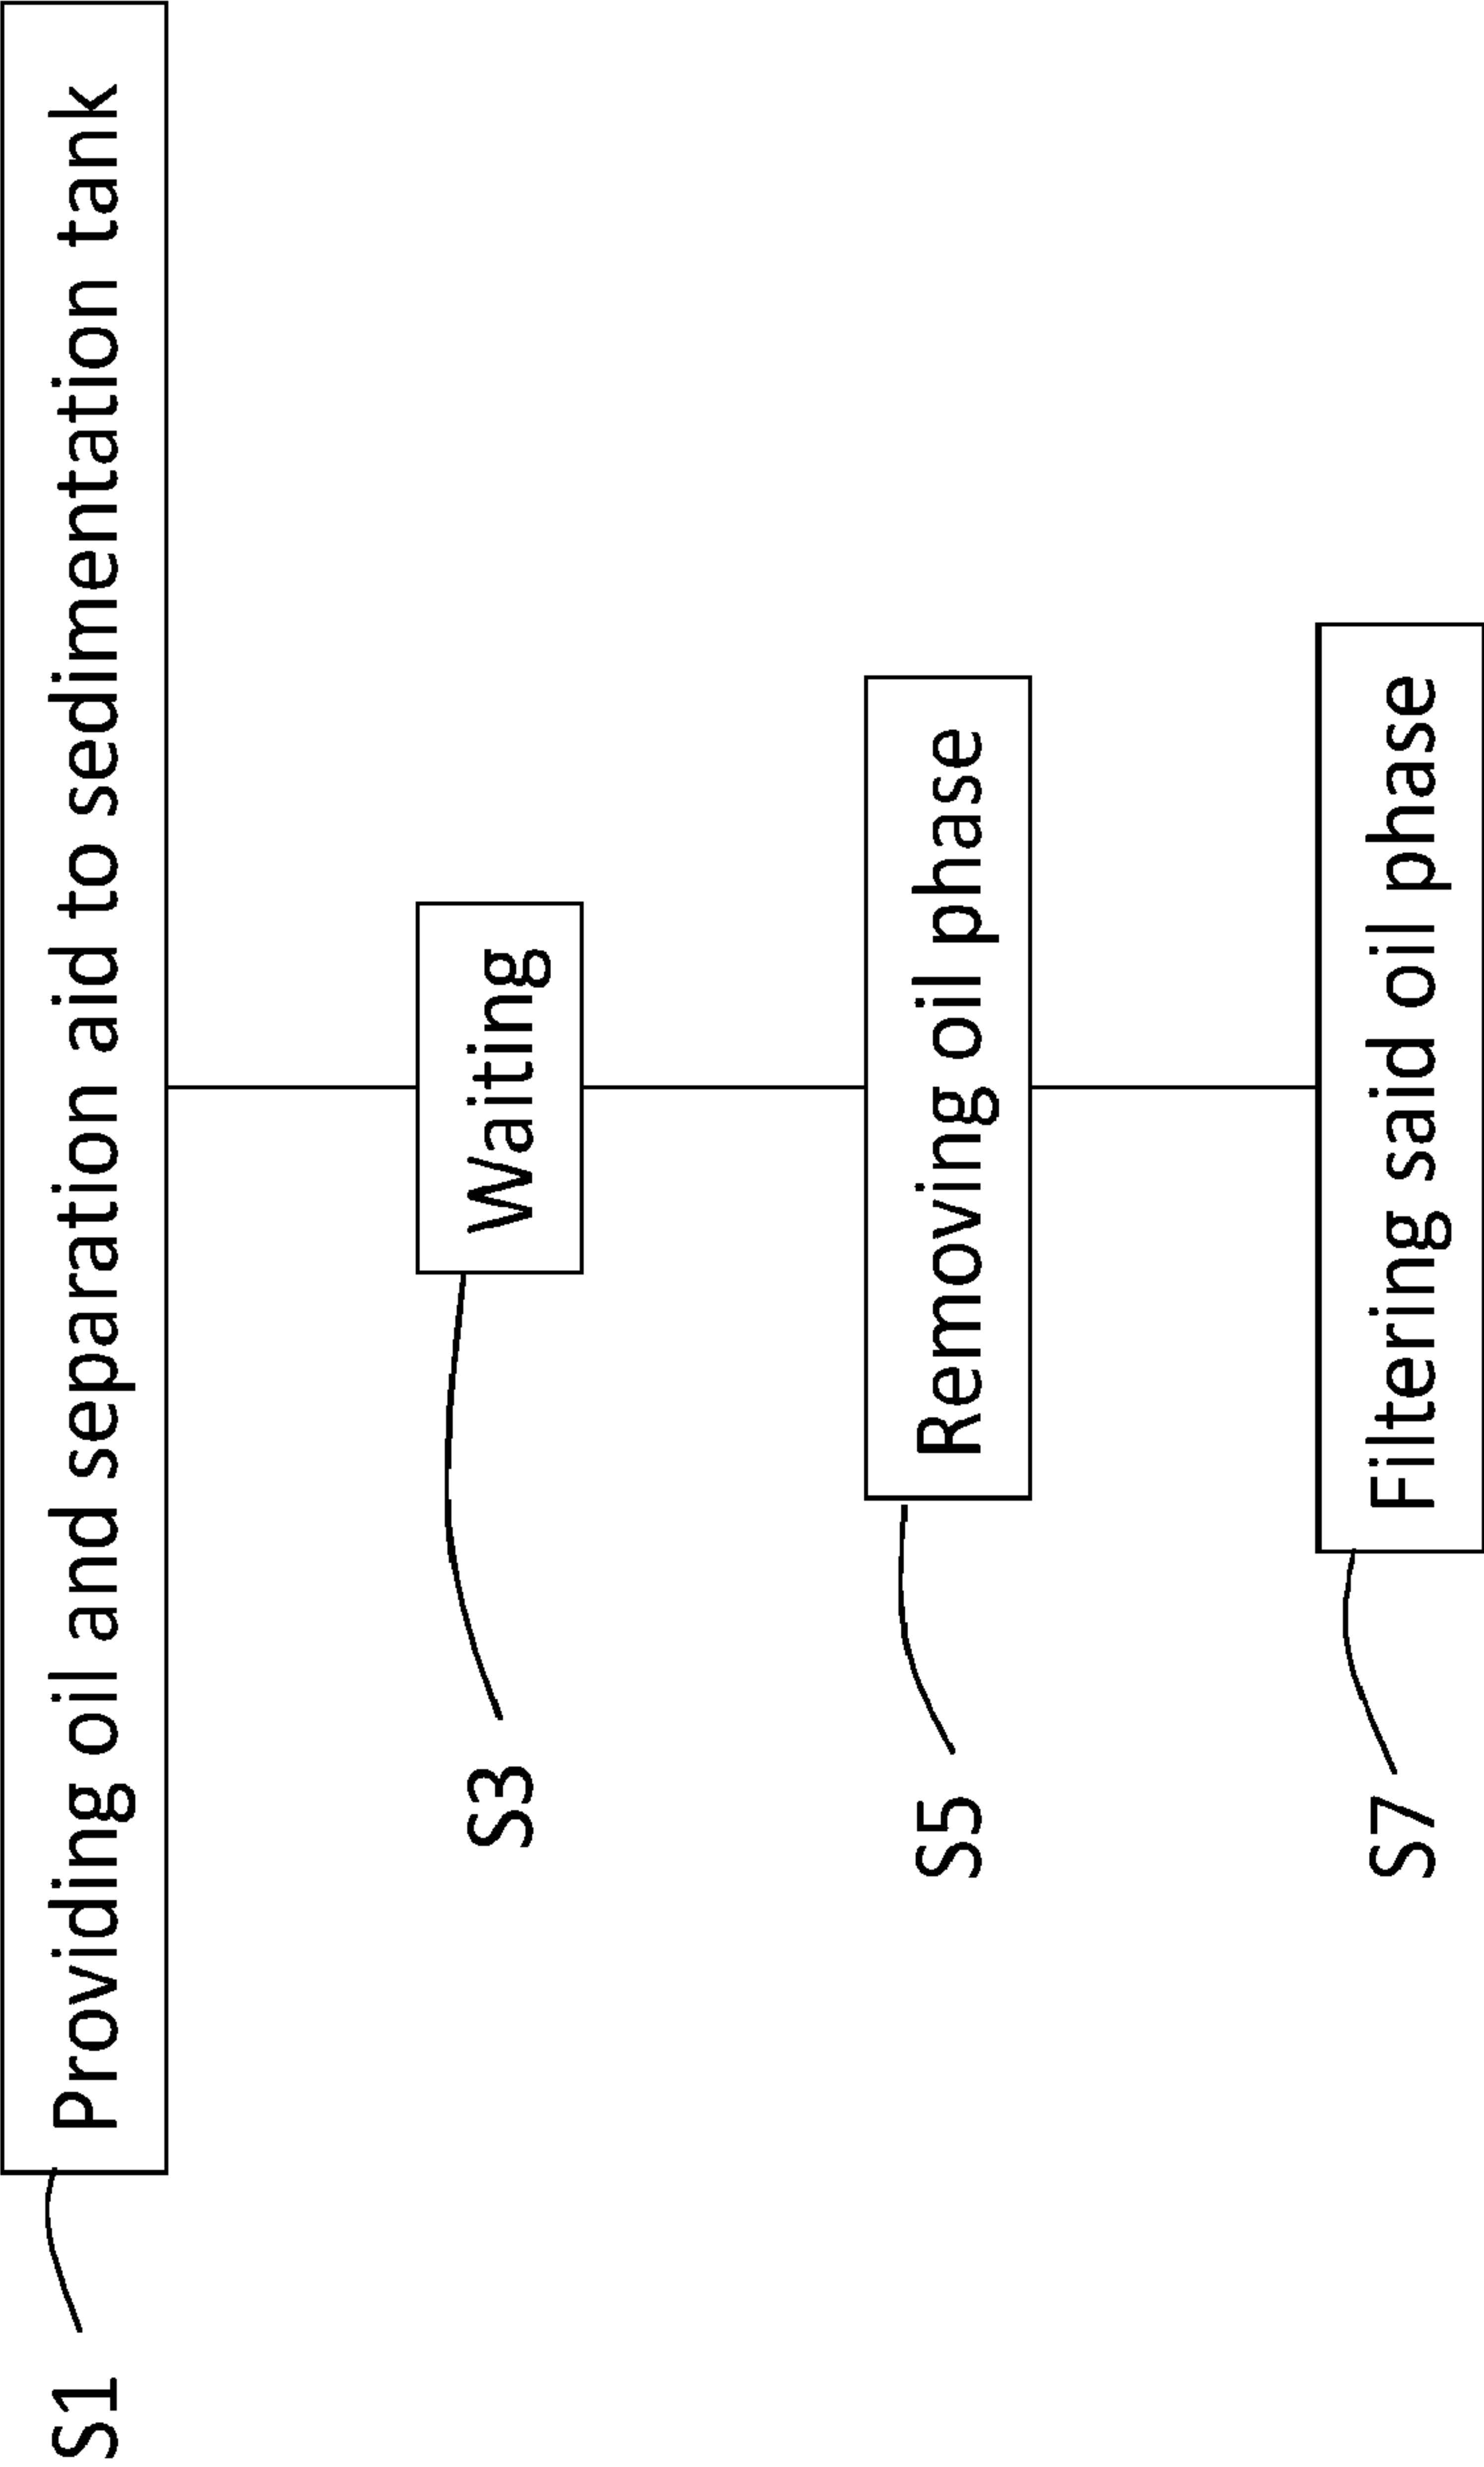 S1
Providing oil and separation aid to sedimentation tank
S3
Waiting
S5
Removing oil phase
S7
Filtering said oil phase